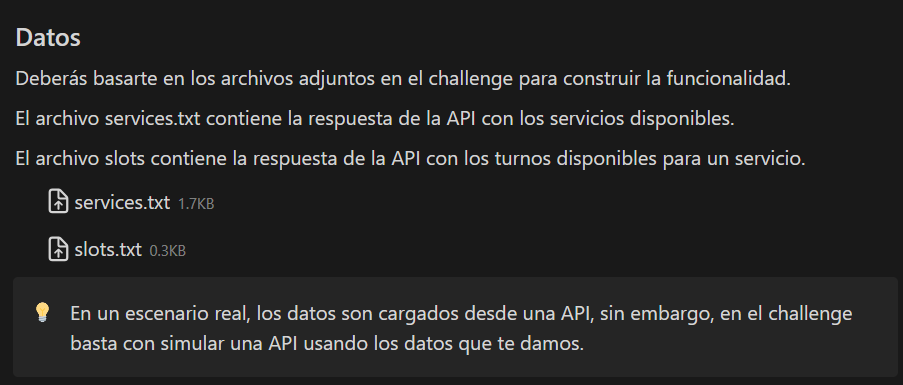 Datos
Deberás basarte en los archivos adjuntos en el challenge para construir la funcionalidad.
El archivo services.txt contiene la respuesta de la API con los servicios disponibles.
El archivo slots contiene la respuesta de la API con los turnos disponibles para un servicio.
services.txt 1.7KB
slots.txt 0.3KB
En un escenario real, los datos son cargados desde una API, sin embargo, en el challenge
basta con simular una API usando los datos que te damos.